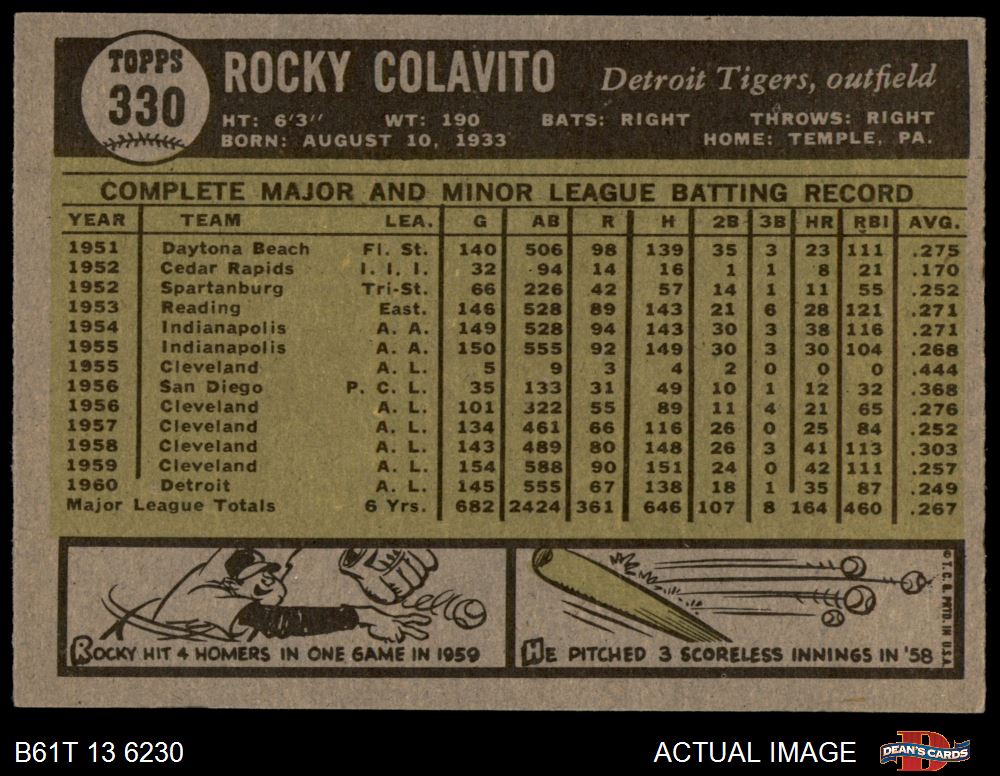 TOPPS
330
ROCKY COLAVITO Detroit Tigers, outfield
HT: 6'3" WT: 190 BATS: RIGHT THROWS: RIGHT
BORN: AUGUST 10, 1933 HOME: TEMPLE, PA.
COMPLETE MAJOR AND MINOR LEAGUE BATTING RECORD
YEAR TEAM LEA. G AB R H 2B 3B HR RBI AVG.
1951 Daytona Beach Fl. St. 140 506 98 139 35 3 23 111 .275
1952 Cedar Rapids I. I. I. 32 94 14 16 1 1 8 21 .170
1952 Spartanburg Tri-St. 66 226 42 57 14 1 11 55 .252
1953 Reading East. 146 528 89 143 21 6 28 121 .271
1954 Indianapolis A. A. 149 528 94 143 30 3 38 116 .271
1955 Indianapolis A. A. 150 555 92 149 30 3 30 104 .268
1955 Cleveland A. L. 5 9 3 4 2 0 0 0 .444
1956 San Diego P. C. L. 35 133 31 49 10 1 12 32 .368
1956 Cleveland A. L. 101 322 55 89 11 4 21 65 .276
1957 Cleveland A. L. 134 461 66 116 26 0 25 84 .252
1958 Cleveland A. L. 143 489 80 148 26 3 41 113 .303
1959 Cleveland A. L. 154 588 90 151 24 0 42 111 .257
1960 Detroit A. L. 145 555 67 138 18 1 35 87 .249
Major League Totals 6 Yrs. 682 2424 361 646 107 8 164 460 .267
ROCKY HIT 4 HOMERS IN ONE GAME IN 1959
HE PITCHED 3 SCORELESS INNINGS IN '58
© T. C. G. PRTD. IN U.S.A.
B61T 13 6230 ACTUAL IMAGE
D
DEAN'S CARDS